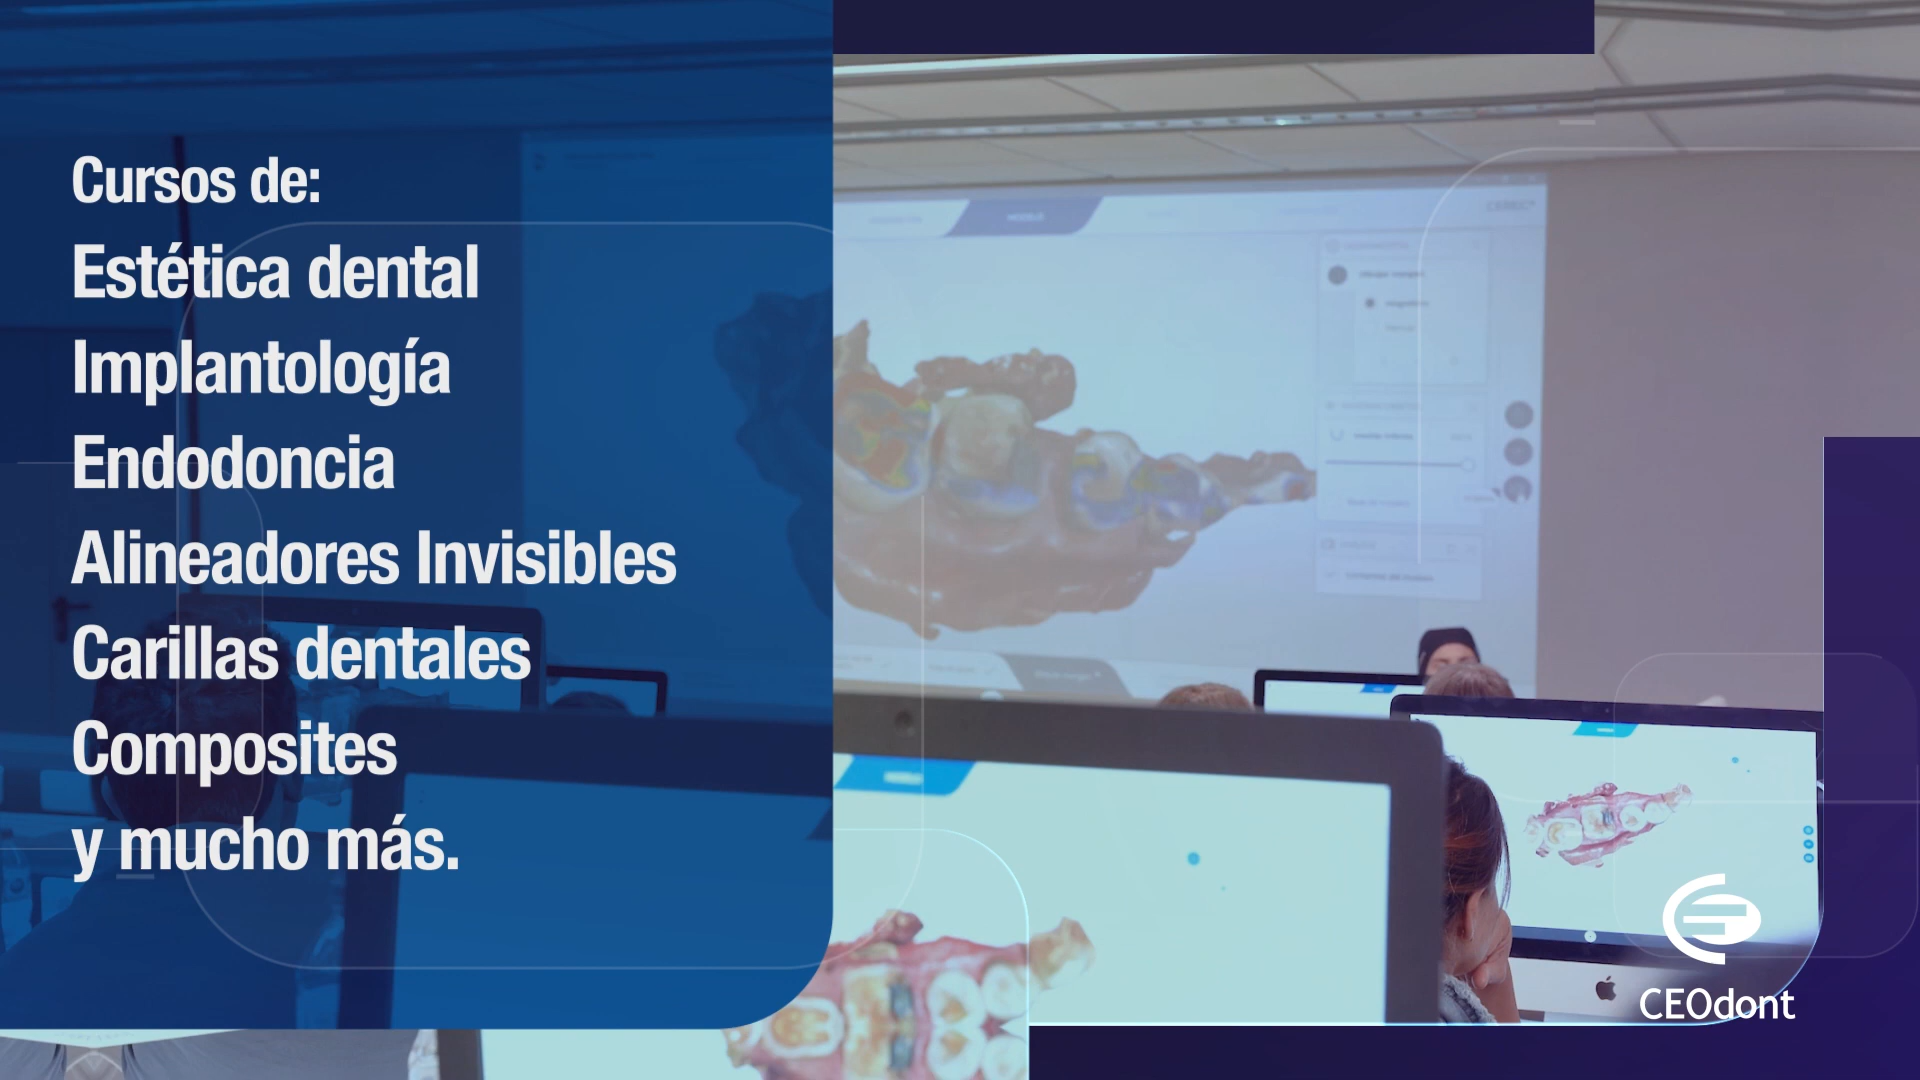 Cursos de:
Estética dental
Implantología
Endodoncia
Alineadores Invisibles
Carillas dentales
Composites
y mucho más.
CEOdont